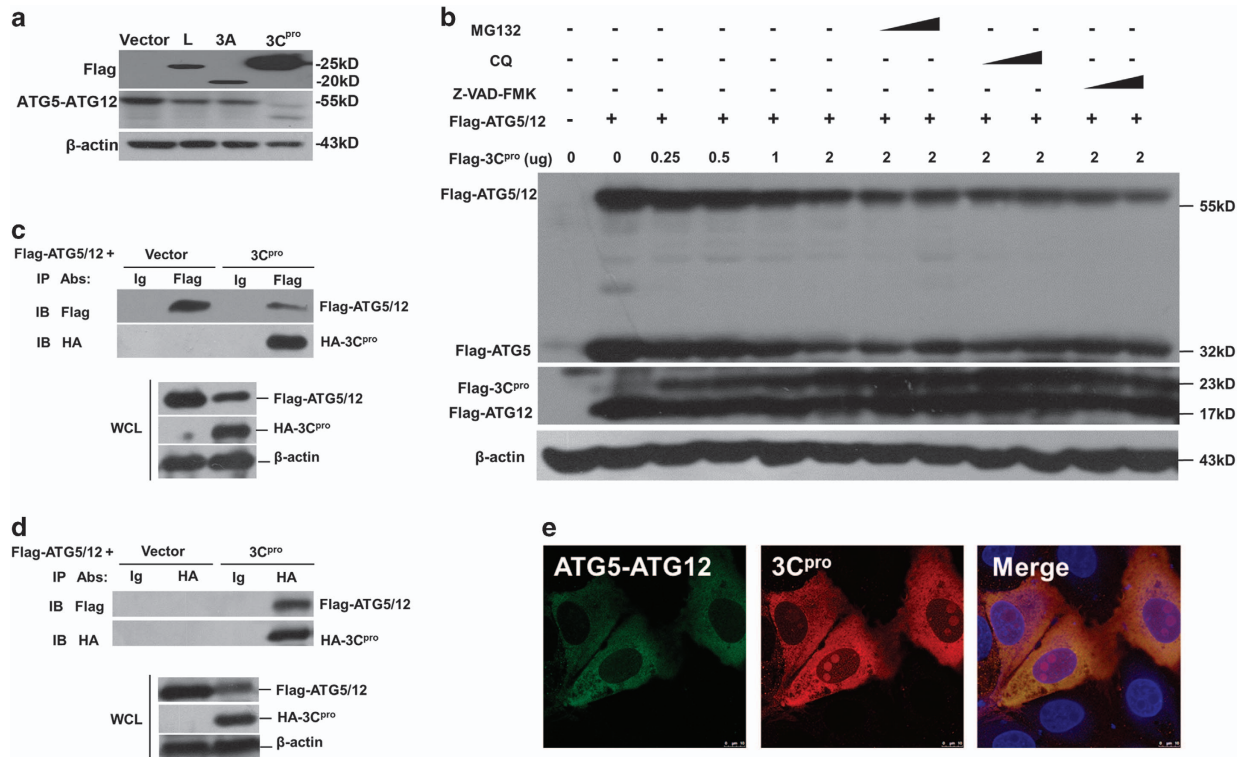 a
Vector L 3A 3Cpro
Flag
-25kD
-20kD
ATG5-ATG12
-55kD
β-actin
-43kD
b
MG132 - - - - - - - - - -
CQ - - - - - - - - - -
Z-VAD-FMK - - - - - - - - - -
Flag-ATG5/12 - + + + + + + + + + + +
Flag-3Cpro (ug) 0 0 0.25 0.5 1 2 2 2 2 2 2 2
Flag-ATG5/12
55kD
Flag-ATG5
32kD
Flag-3Cpro
23kD
Flag-ATG12
17kD
β-actin
43kD
c
Flag-ATG5/12 + Vector 3Cpro
IP Abs: Ig Flag Ig Flag
IB Flag Flag-ATG5/12
IB HA HA-3Cpro
WCL
Flag-ATG5/12
HA-3Cpro
β-actin
d
Flag-ATG5/12 + Vector 3Cpro
IP Abs: Ig HA Ig HA
IB Flag Flag-ATG5/12
IB HA HA-3Cpro
WCL
Flag-ATG5/12
HA-3Cpro
β-actin
e
ATG5-ATG12
3Cpro
Merge